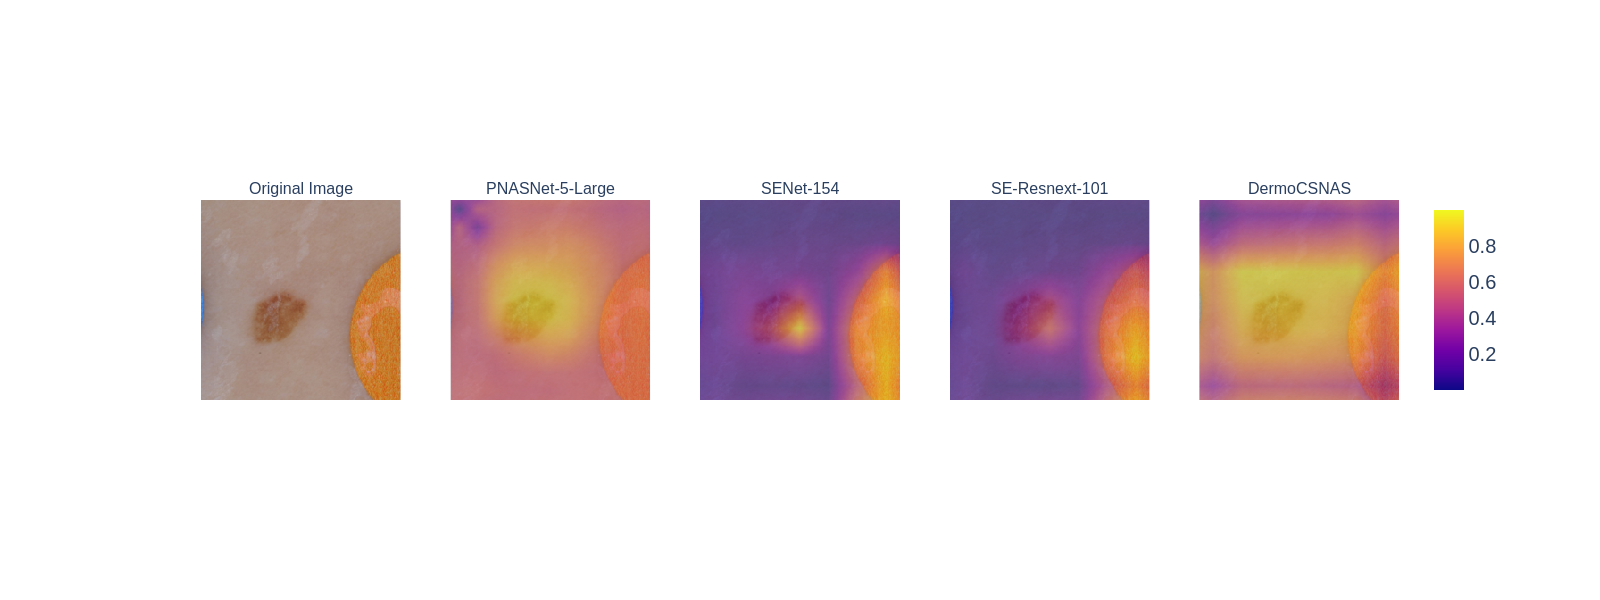 Original Image
PNASNet-5-Large
SENet-154
SE-Resnext-101
DermoCSNAS
0.8
0.6
0.4
0.2